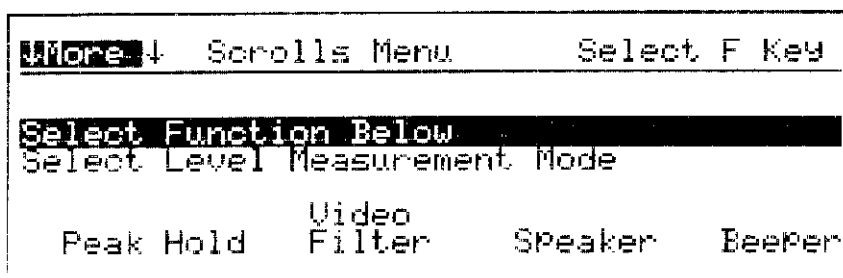 ↓More↓ Scrolls Menu Select F Key
Select Function Below
Select Level Measurement Mode
Video
Peak Hold Filter Speaker Beeper